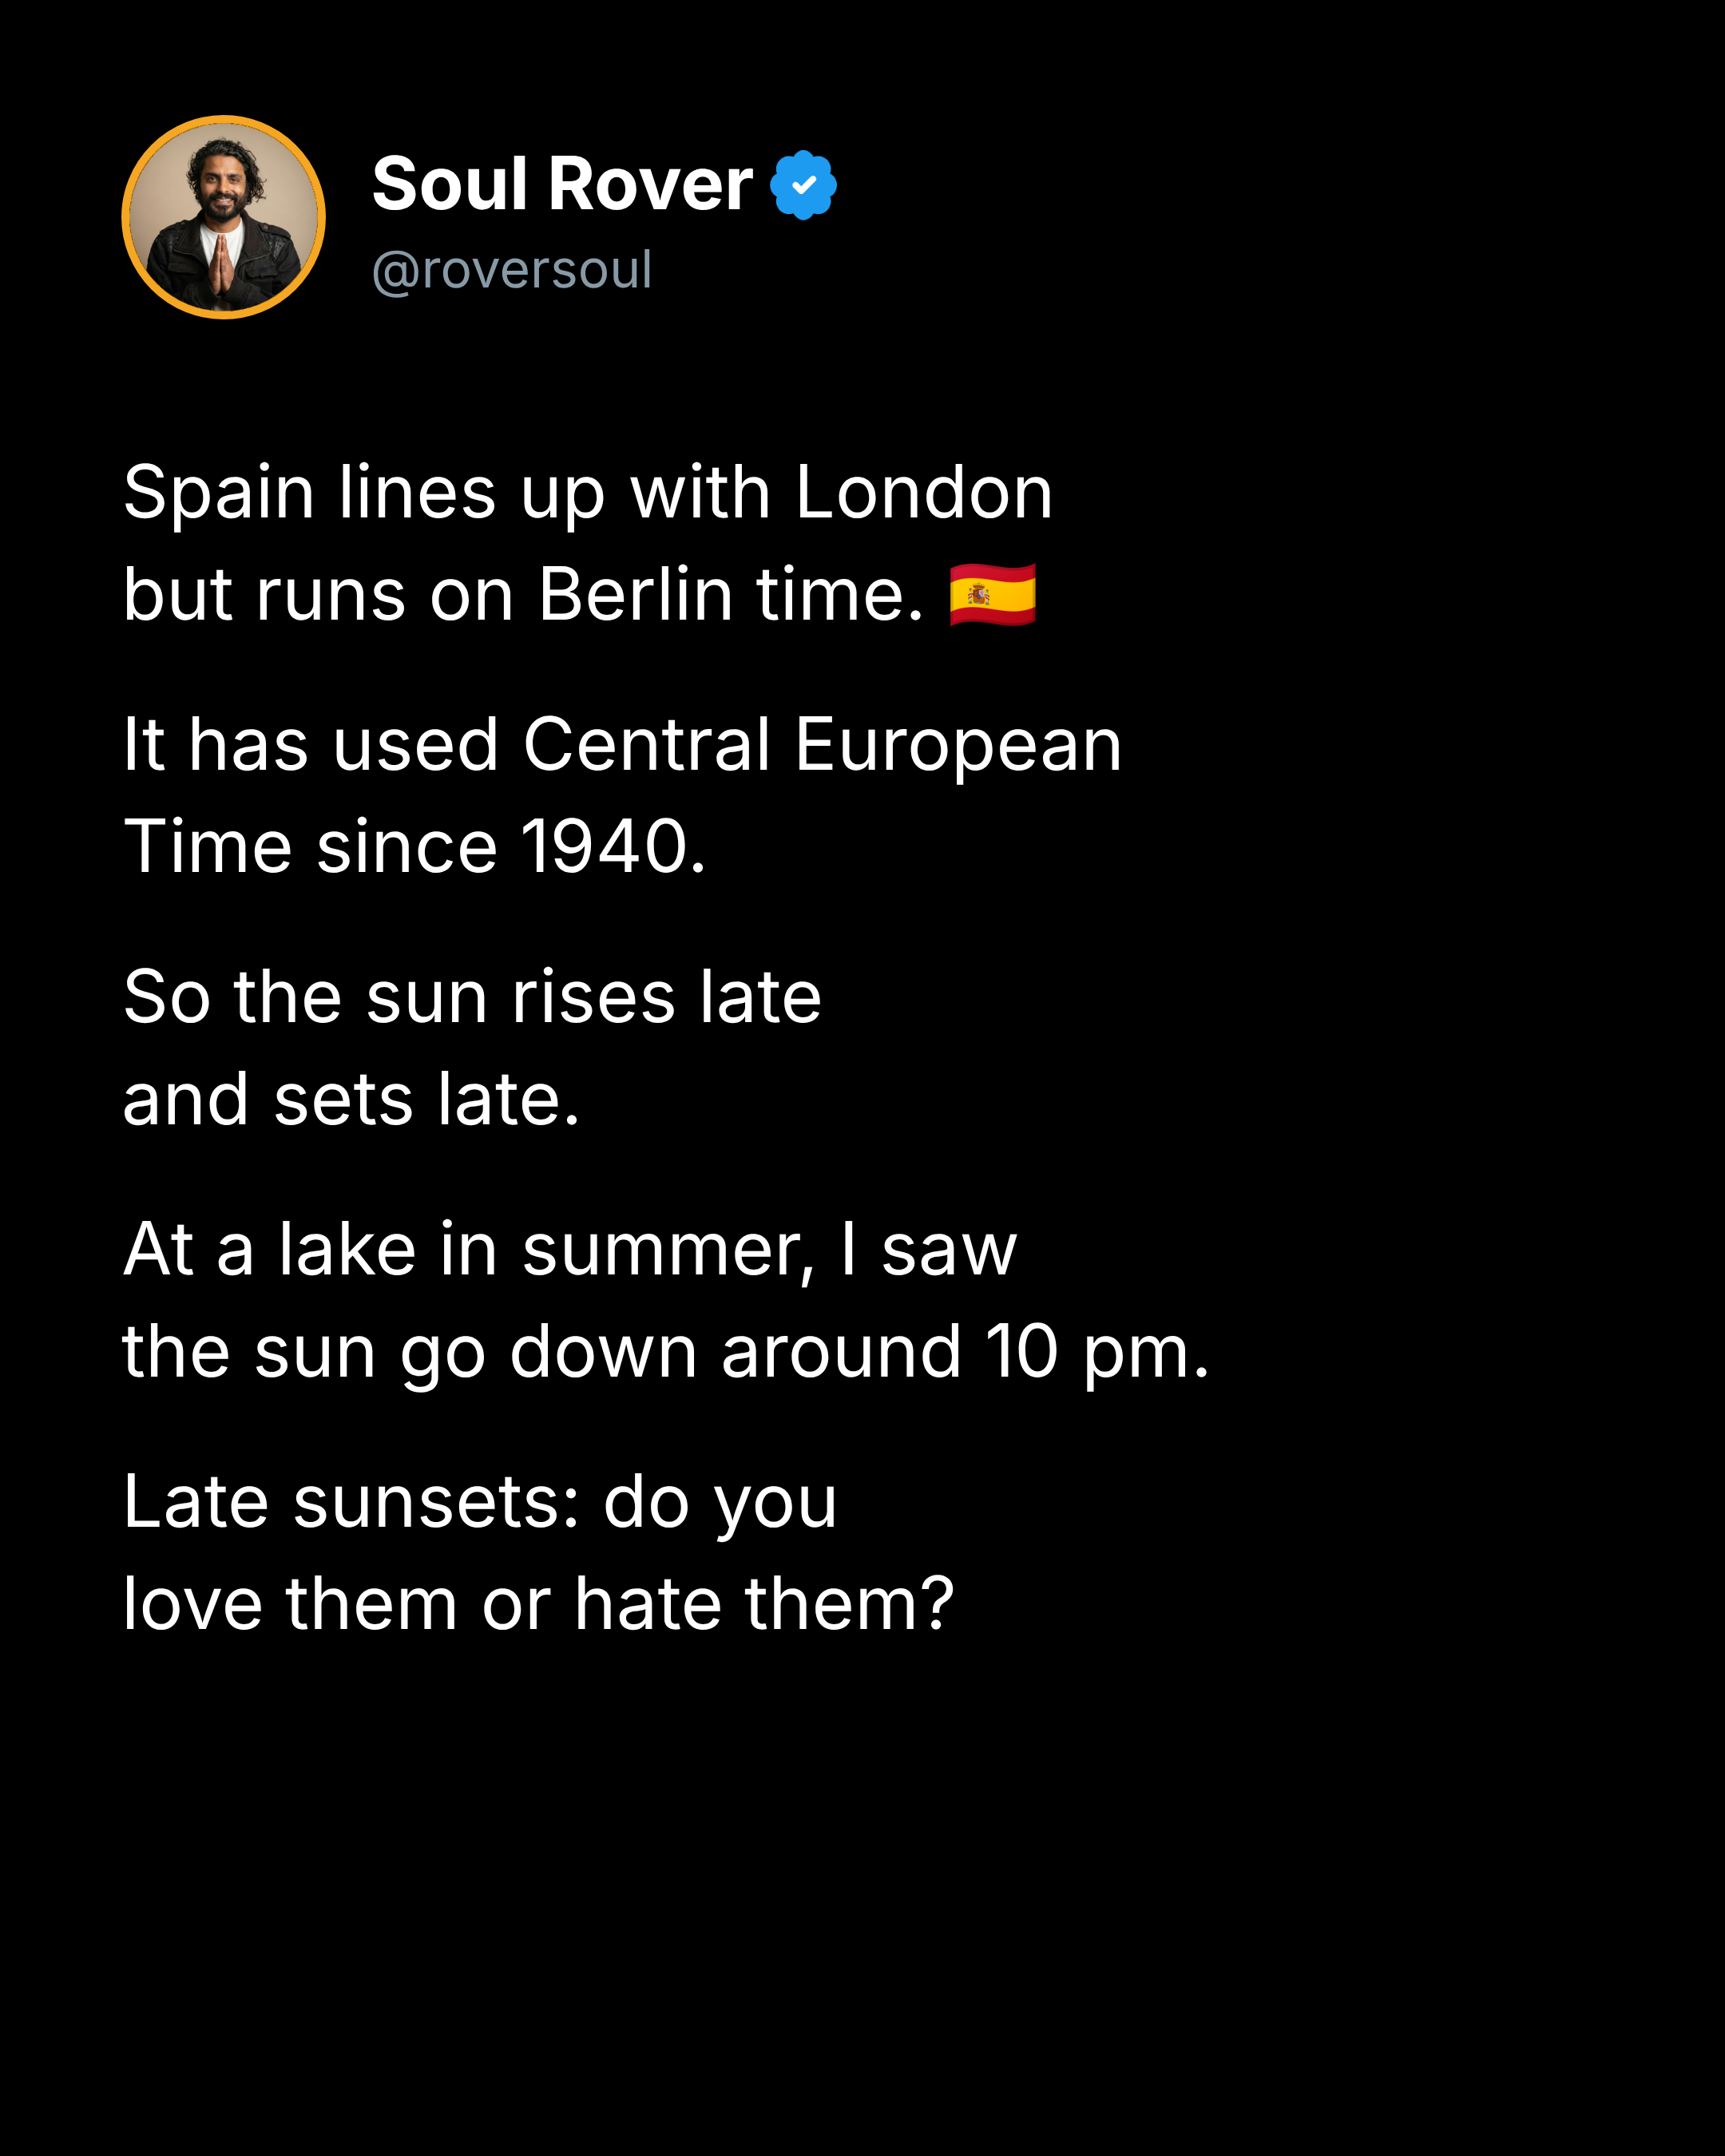 Soul Rover
@roversoul
Spain lines up with London
but runs on Berlin time. 🇪🇸
It has used Central European
Time since 1940.
So the sun rises late
and sets late.
At a lake in summer, I saw
the sun go down around 10 pm.
Late sunsets: do you
love them or hate them?